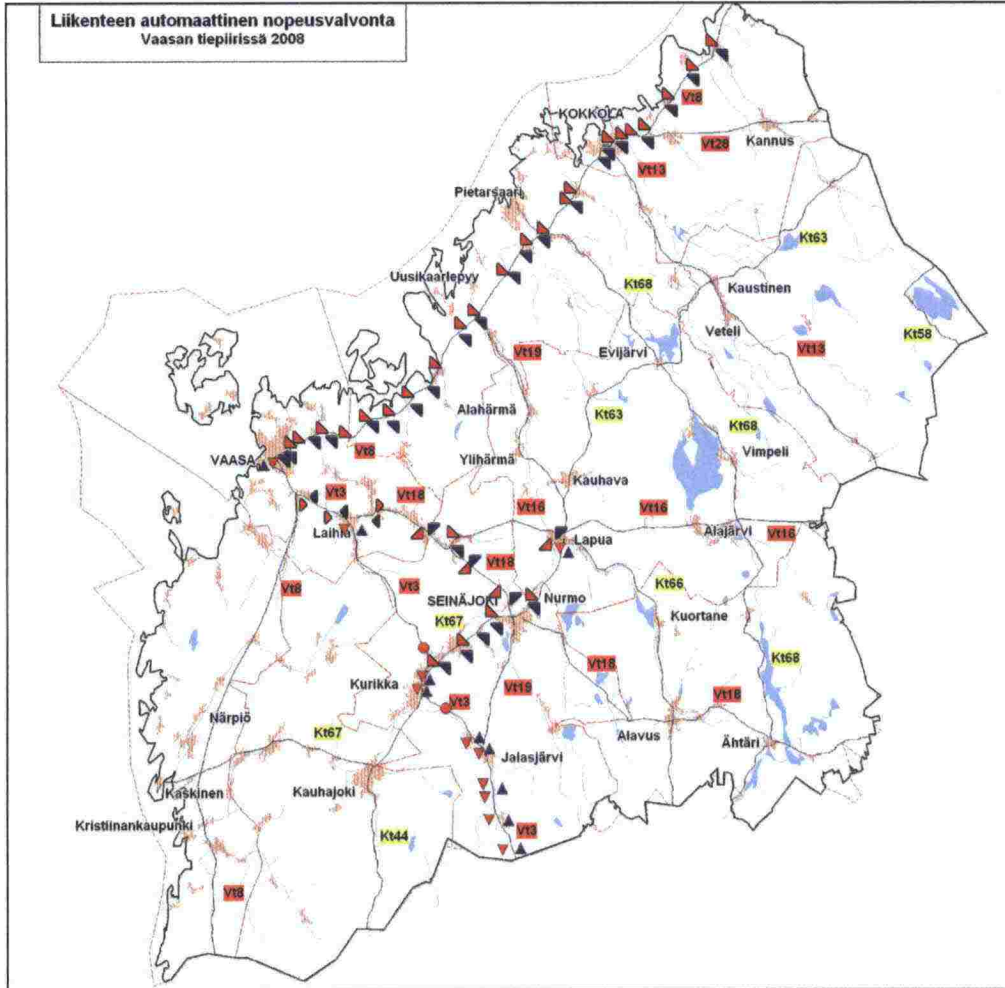 Liikenteen automaattinen nopeusvalvonta
Vaasan tiepiirissä 2008
Vt8
KOKKOLA
Vt28
Kannus
Vt13
Pietarsaari
Kt63
Uusikaarlepyy
Kt68
Kaustinen
Veteli
Kt58
Vt19
Evijärvi
Vt13
Alahärmä
Kt63
Kt68
VAASA
Vt8
Ylihärmä
Vimpeli
Kauhava
Vt3
Vt18
Vt16
Vt16
Laihia
Lapua
Alajärvi
Vt16
Vt18
Vt8
Vt3
Kt66
SEINÄJOKI
Nurmo
Kt67
Kuortane
Kt68
Vt18
Kurikka
Vt3
Vt19
Vt18
Närpiö
Kt67
Alavus
Ähtäri
Jalasjärvi
Kaskinen
Kauhajoki
Kristiinankaupunki
Kt44
Vt3
Vt8